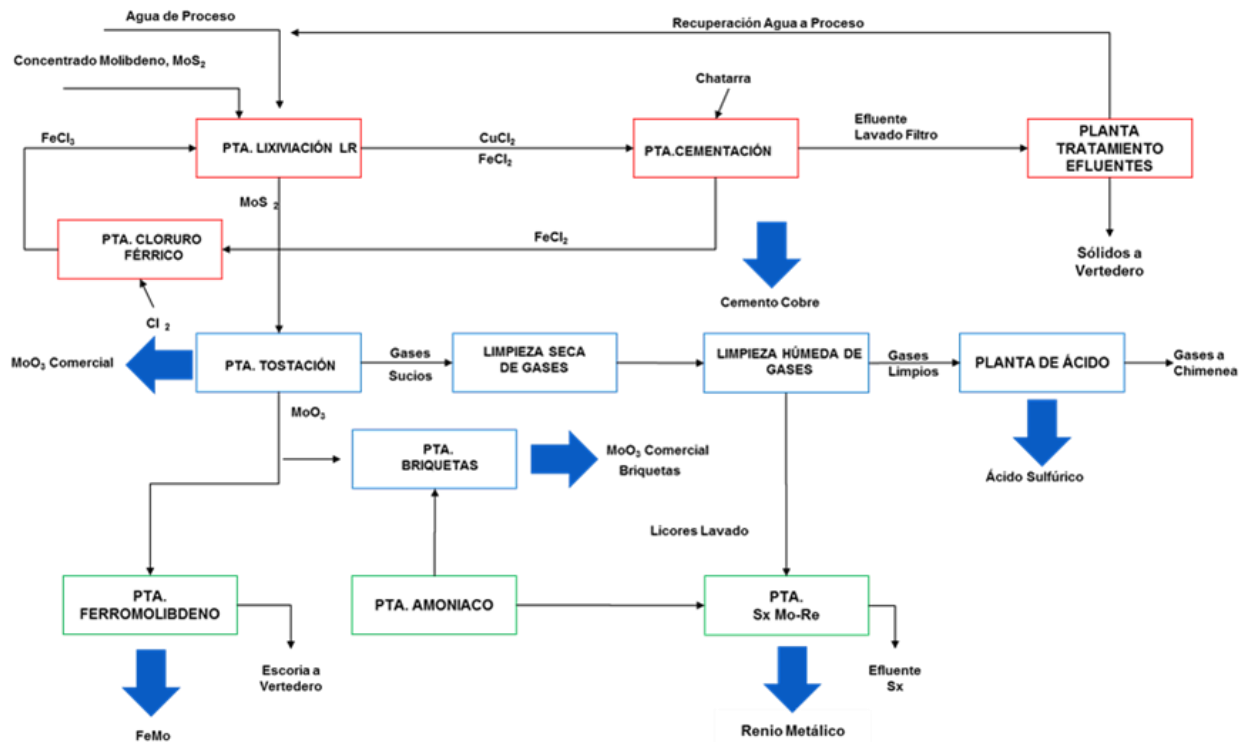 Agua de Proceso
Recuperación Agua a Proceso
Concentrado Molibdeno, MoS₂
Chatarra
FeCl₃
PTA. LIXIVIACIÓN LR
CuCl₂
FeCl₂
PTA.CEMENTACIÓN
Efluente
Lavado Filtro
PLANTA
TRATAMIENTO
EFLUENTES
MoS ₂
PTA. CLORURO
FÉRRICO
FeCl₂
Sólidos a
Vertedero
Cemento Cobre
Cl ₂
MoO₃ Comercial
PTA. TOSTACIÓN
Gases
Sucios
LIMPIEZA SECA
DE GASES
LIMPIEZA HÚMEDA DE
GASES
Gases
Limpios
PLANTA DE ÁCIDO
Gases a
Chimenea
MoO₃
PTA.
BRIQUETAS
MoO₃ Comercial
Briquetas
Ácido Sulfúrico
Licores Lavado
PTA.
FERROMOLIBDENO
PTA. AMONIACO
PTA.
Sx Mo-Re
Escoria a
Vertedero
Efluente
Sx
FeMo
Renio Metálico